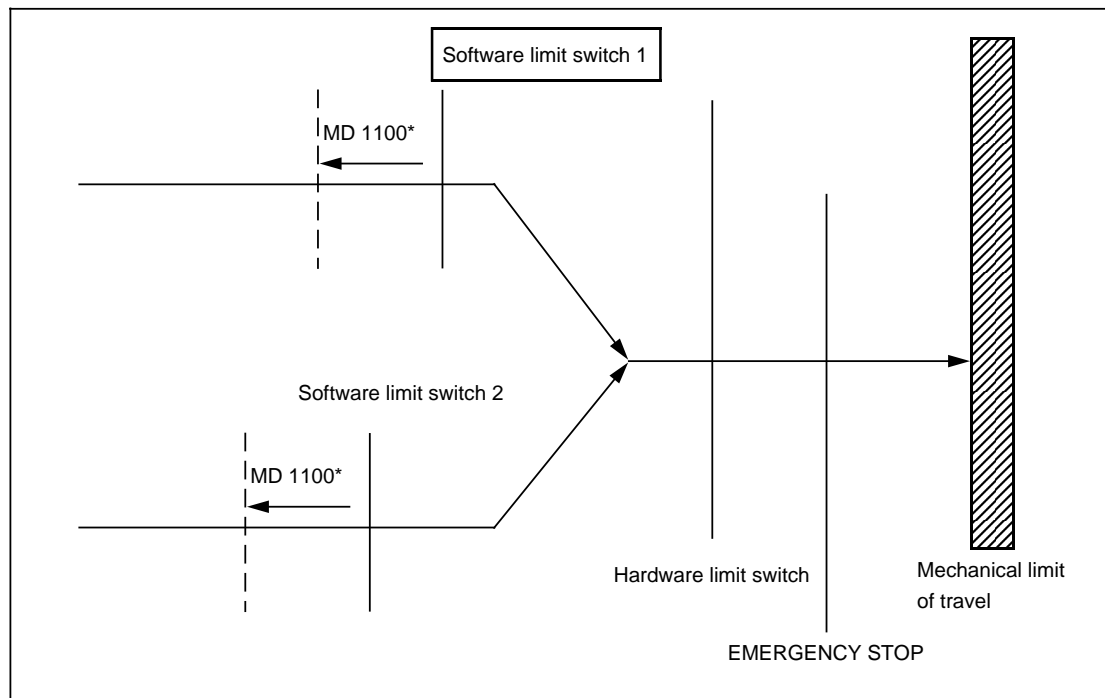 Software limit switch 1
MD 1100*
Software limit switch 2
MD 1100*
Hardware limit switch
Mechanical limit
of travel
EMERGENCY STOP